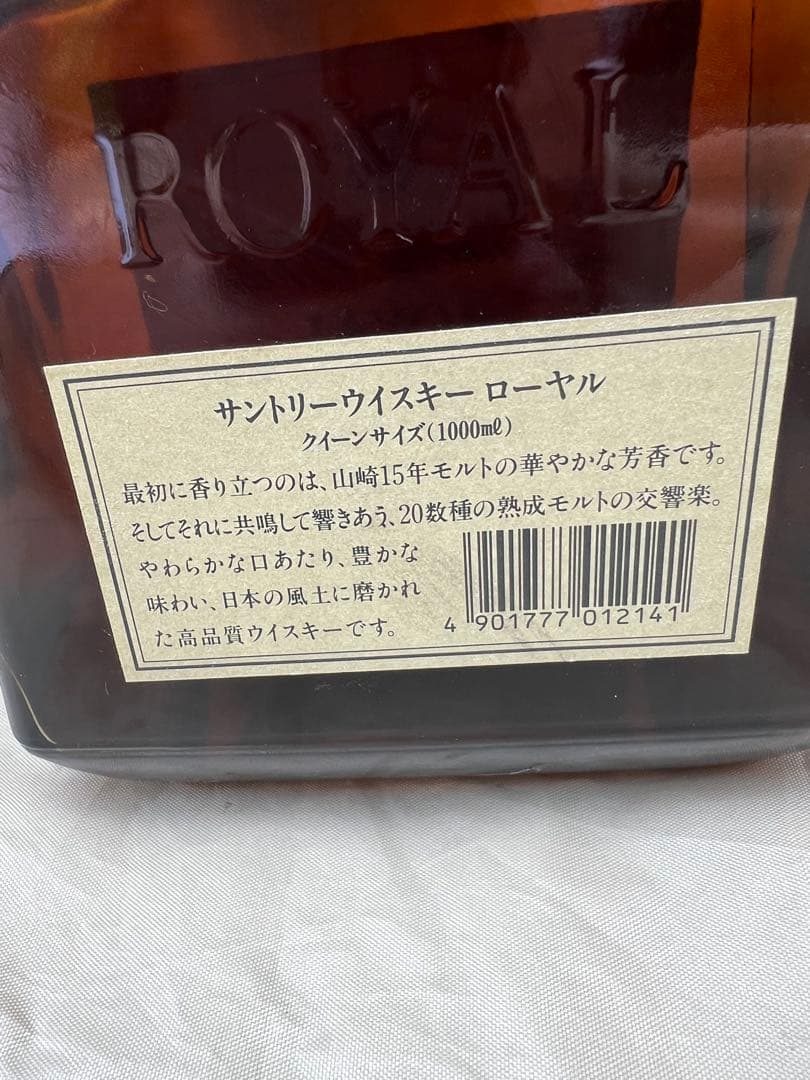 ROYAL
サントリーウイスキー ローヤル
クイーンサイズ(1000mℓ)
最初に香り立つのは、山崎15年モルトの華やかな芳香です。
そしてそれに共鳴して響きあう、20数種の熟成モルトの交響楽。
やわらかな口あたり、豊かな
味わい、日本の風土に磨かれ
た高品質ウイスキーです。
4 901777 012141